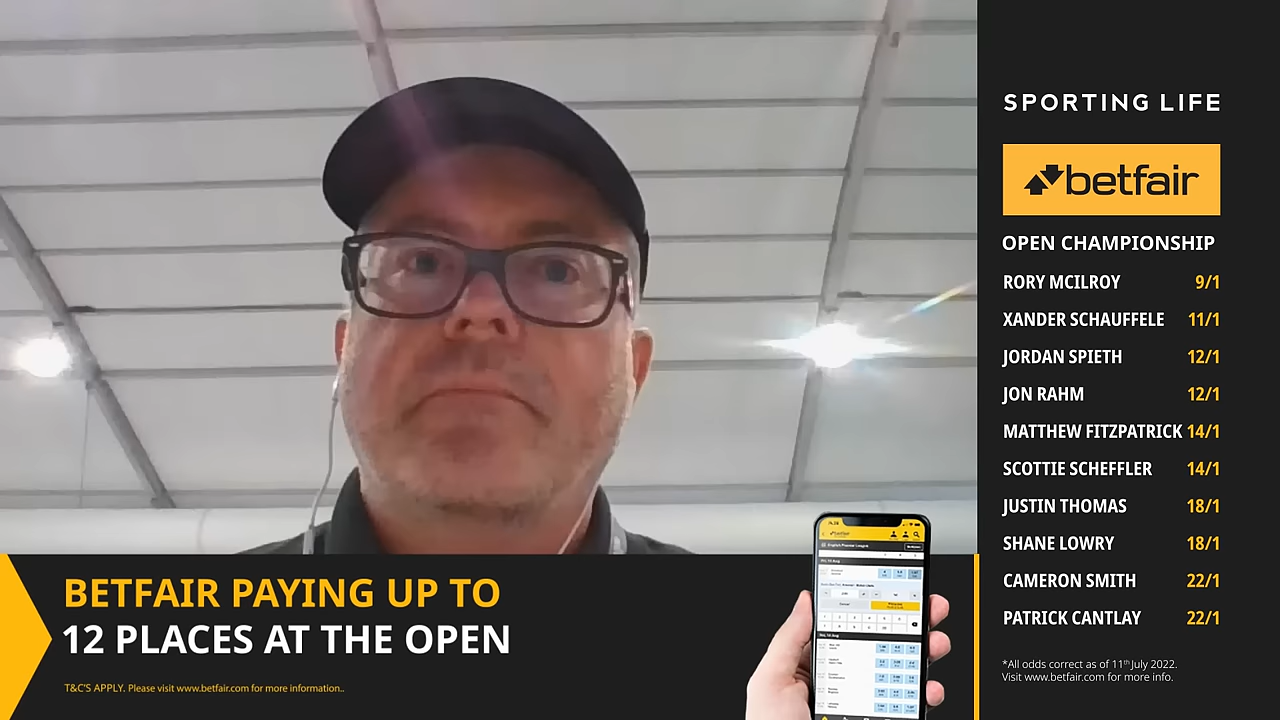 SPORTING LIFE
betfair
OPEN CHAMPIONSHIP
RORY MCILROY 9/1
XANDER SCHAUFFELE 11/1
JORDAN SPIETH 12/1
JON RAHM 12/1
MATTHEW FITZPATRICK 14/1
SCOTTIE SCHEFFLER 14/1
JUSTIN THOMAS 18/1
SHANE LOWRY 18/1
CAMERON SMITH 22/1
PATRICK CANTLAY 22/1
*All odds correct as of 11th July 2022.
Visit www.betfair.com for more info.
BETFAIR PAYING UP TO
12 PLACES AT THE OPEN
T&C'S APPLY. Please visit www.betfair.com for more information..
betfair
English Premier League